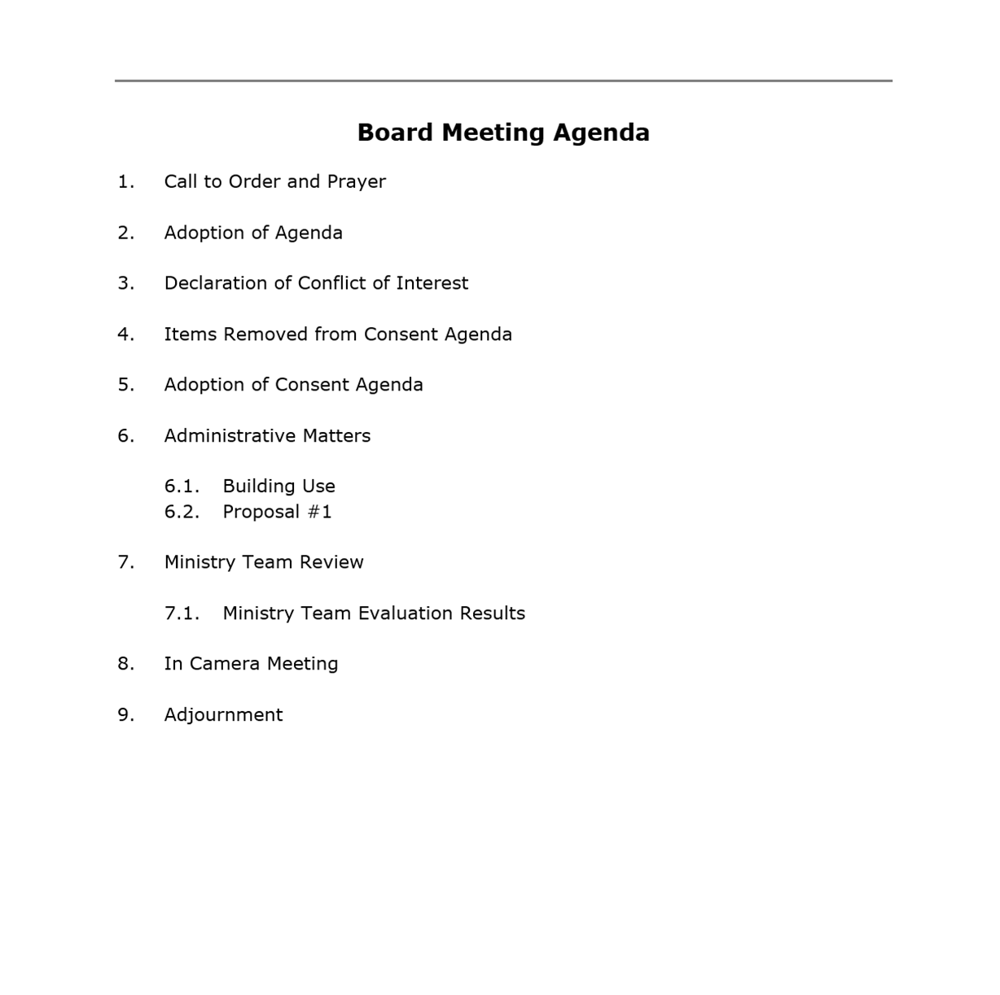 Board Meeting Agenda
1. Call to Order and Prayer
2. Adoption of Agenda
3. Declaration of Conflict of Interest
4. Items Removed from Consent Agenda
5. Adoption of Consent Agenda
6. Administrative Matters
6.1. Building Use
6.2. Proposal #1
7. Ministry Team Review
7.1. Ministry Team Evaluation Results
8. In Camera Meeting
9. Adjournment